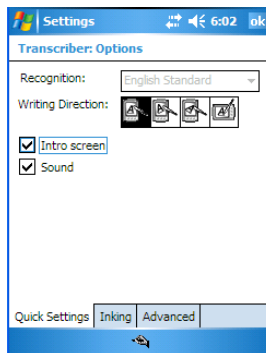 Settings 6:02 ok
Transcriber: Options
Recognition: English Standard
Writing Direction:
Intro screen
Sound
Quick Settings Inking Advanced